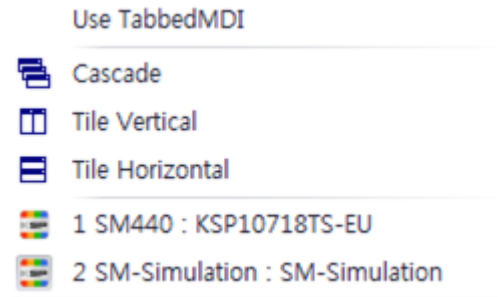 Use TabbedMDI
Cascade
Tile Vertical
Tile Horizontal
1 SM440 : KSP10718TS-EU
2 SM-Simulation : SM-Simulation